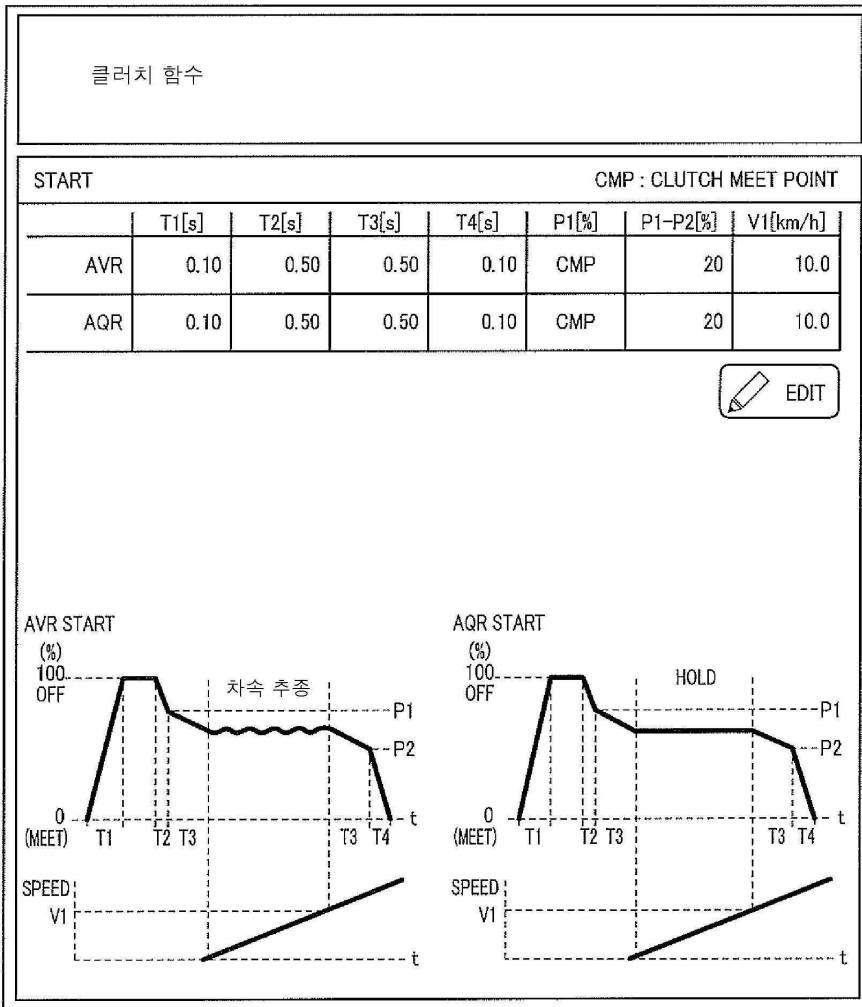 클러치 함수
START CMP : CLUTCH MEET POINT
T1[s] T2[s] T3[s] T4[s] P1[%] P1-P2[%] V1[km/h]
AVR 0.10 0.50 0.50 0.10 CMP 20 10.0
AQR 0.10 0.50 0.50 0.10 CMP 20 10.0
EDIT
AVR START
(%)
100
OFF
차속 추종
P1
P2
0
(MEET)
T1 T2 T3 T3 T4
t
SPEED
V1
t
AQR START
(%)
100
OFF
HOLD
P1
P2
0
(MEET)
T1 T2 T3 T3 T4
t
SPEED
V1
t